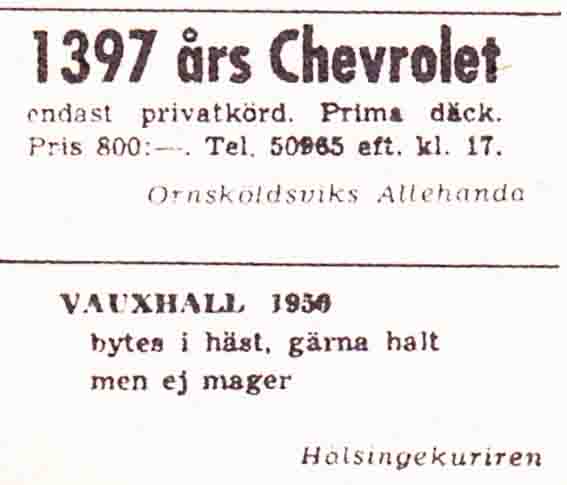 1397 års Chevrolet
endast privatkörd. Prima däck.
Pris 800:—. Tel. 50965 eft. kl. 17.
Örnsköldsviks Allehanda
VAUXHALL 1956
bytes i häst, gärna halt
men ej mager
Hälsingekuriren